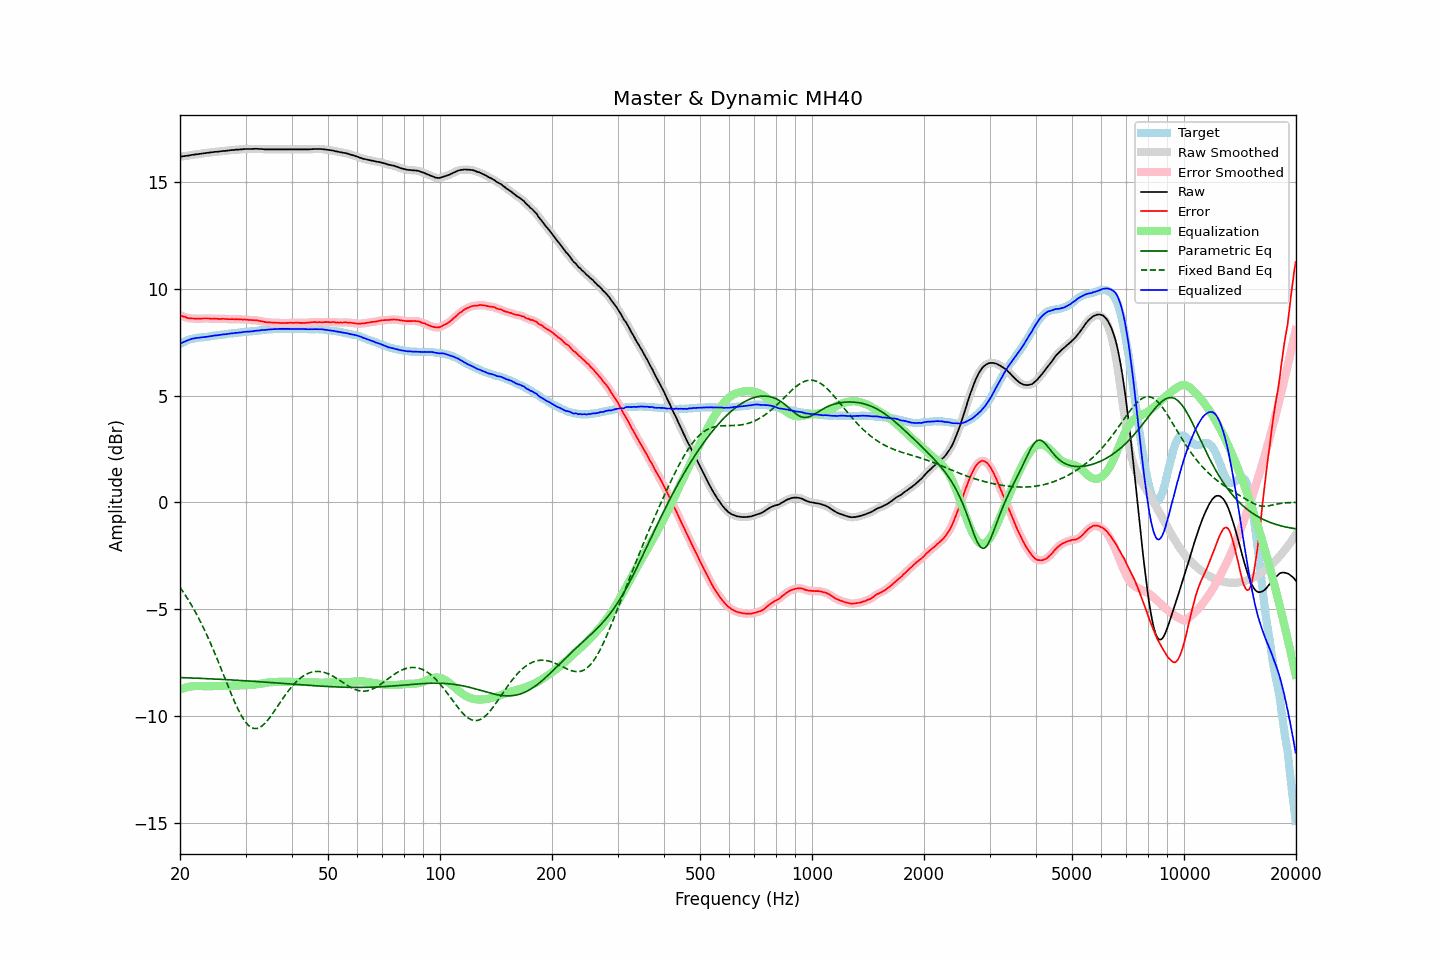 Master & Dynamic MH40
Target
Raw Smoothed
Error Smoothed
Raw
Error
Equalization
Parametric Eq
Fixed Band Eq
Equalized
Amplitude (dBr)
15
10
5
0
−5
−10
−15
20 50 100 200 500 1000 2000 5000 10000 20000
Frequency (Hz)